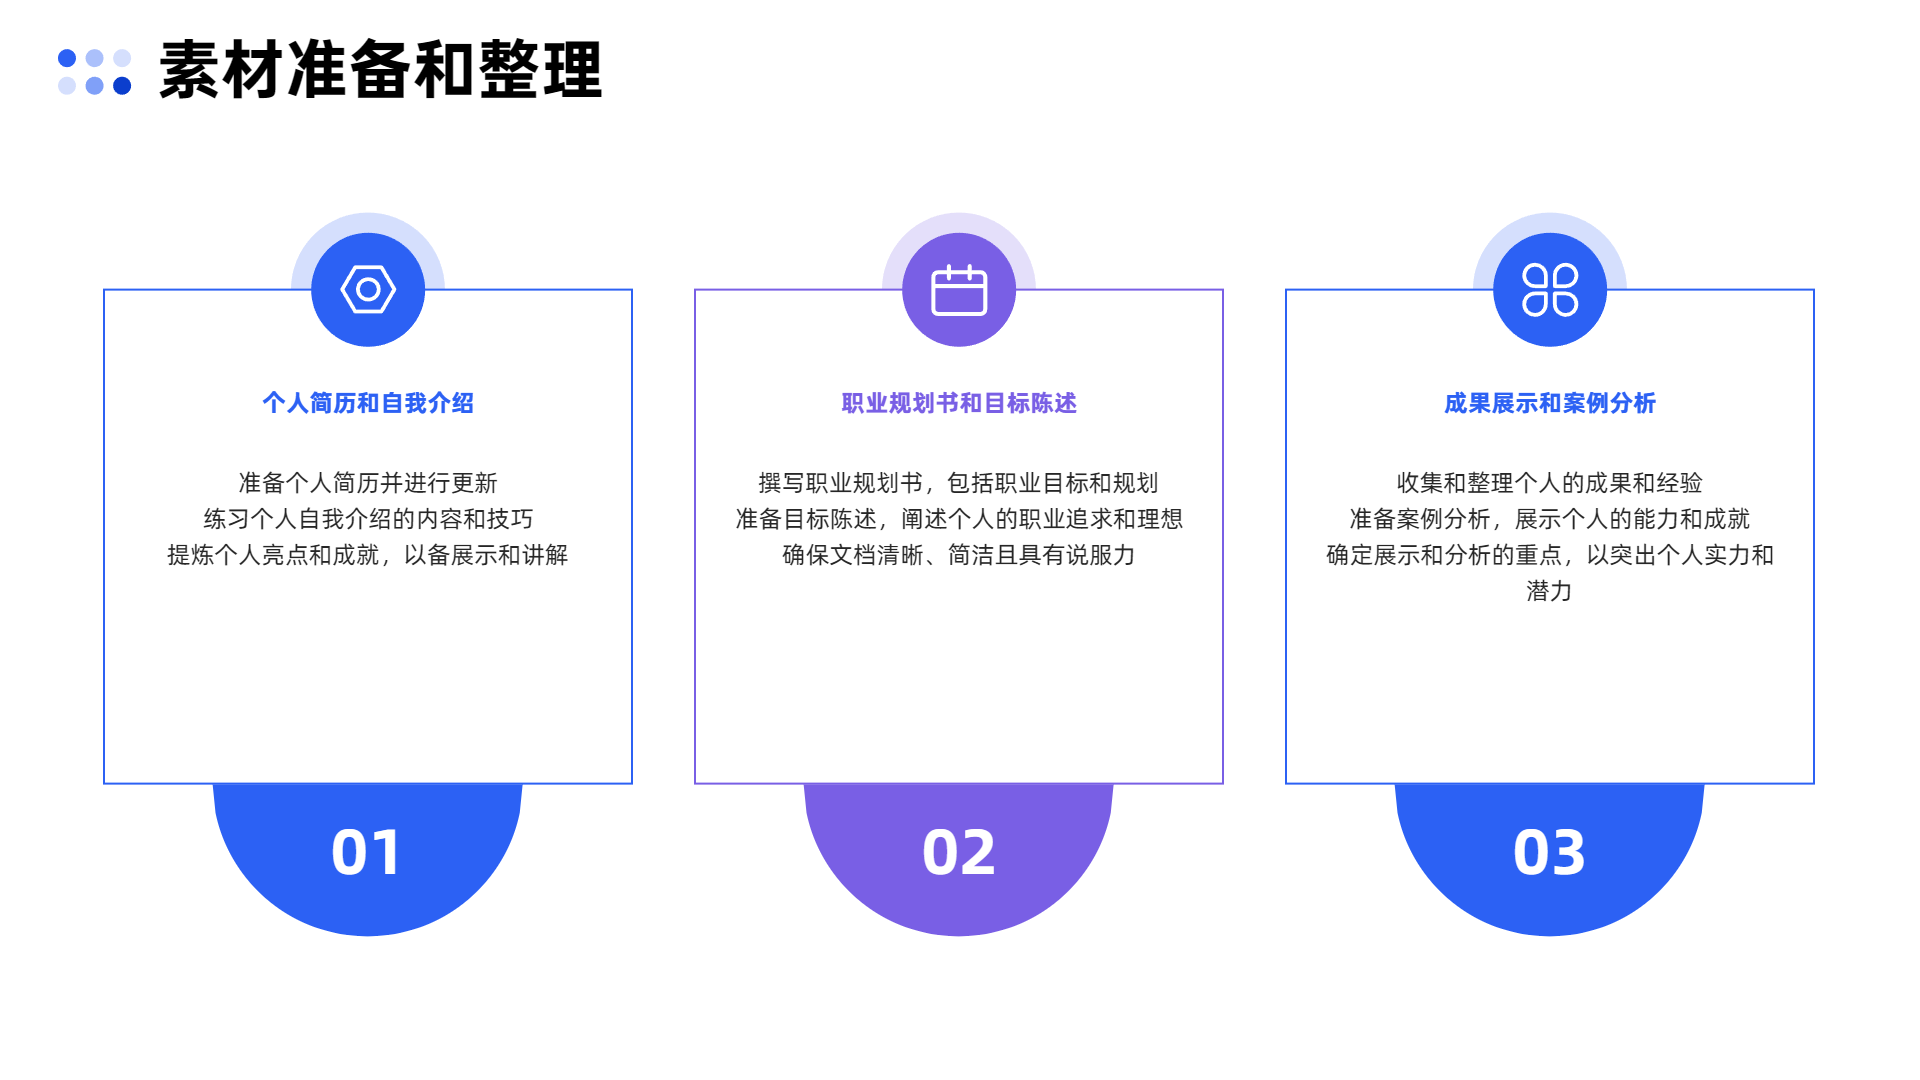 素材准备和整理
个人简历和自我介绍
准备个人简历并进行更新
练习个人自我介绍的内容和技巧
提炼个人亮点和成就，以备展示和讲解
01
职业规划书和目标陈述
撰写职业规划书，包括职业目标和规划
准备目标陈述，阐述个人的职业追求和理想
确保文档清晰、简洁且具有说服力
02
成果展示和案例分析
收集和整理个人的成果和经验
准备案例分析，展示个人的能力和成就
确定展示和分析的重点，以突出个人实力和
潜力
03